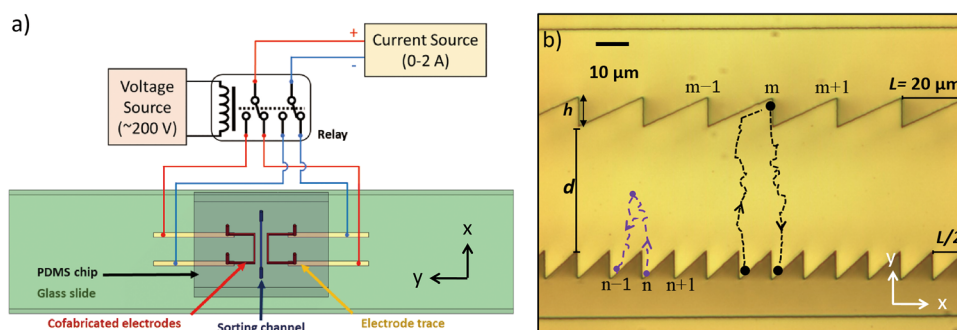 a)
+
-
Current Source
(0-2 A)
Voltage
Source
(~200 V)
Relay
x
y
PDMS chip
Glass slide
Cofabricated electrodes
Sorting channel
Electrode trace
b)
10 μm
m−1
m
m+1
L= 20 μm
h
d
L/2
n−1
n
n+1
y
x